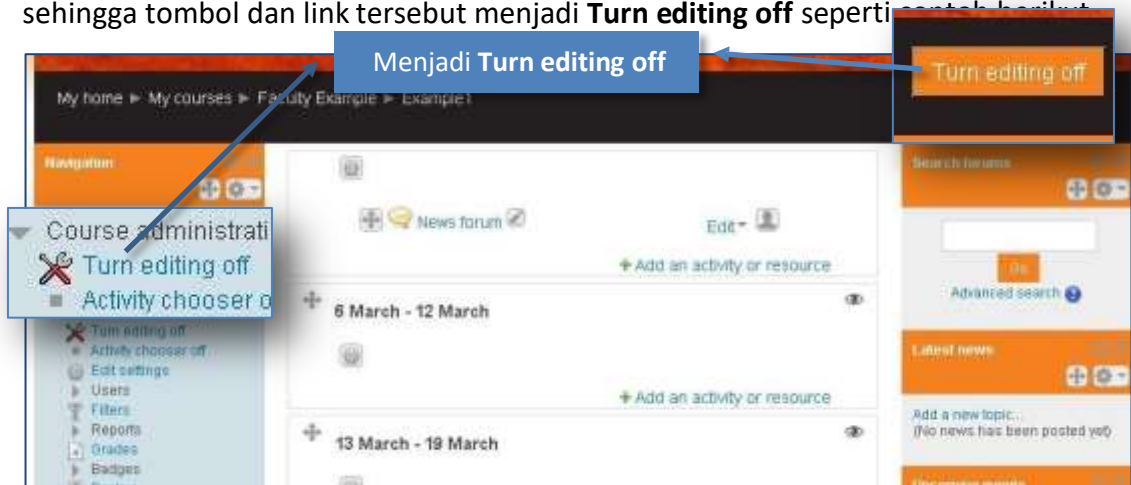 sehingga tombol dan link tersebut menjadi Turn editing off seperti contoh berikut
Menjadi Turn editing off
Turn editing off
My home ► My courses ► Faculty Example ► Example1
Navigation
Course administrati
Turn editing off
Activity chooser o
Turn editing off
Activity chooser off
Edit settings
Users
Filters
Reports
Grades
Badges
News forum
Edit
+Add an activity or resource
6 March - 12 March
+Add an activity or resource
13 March - 19 March
Search forums
Go
Advanced search
Latest news
Add a new topic...
(No news has been posted yet)
Upcoming events